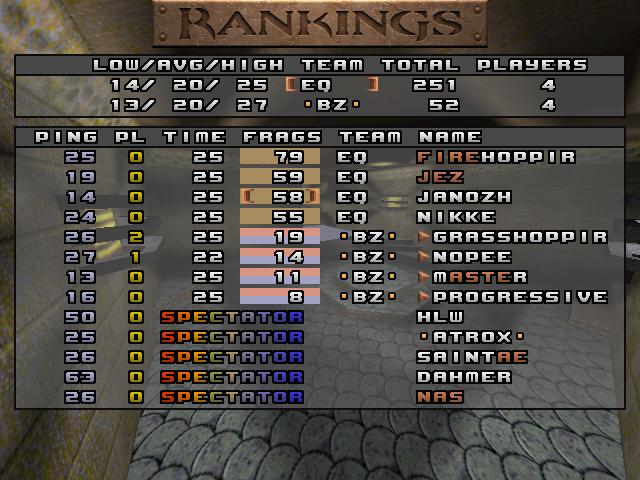 RANKINGS
LOW/AVG/HIGH TEAM TOTAL PLAYERS
14/ 20/ 25 [EQ ] 251 4
13/ 20/ 27 •BZ• 52 4
PING PL TIME FRAGS TEAM NAME
25 0 25 79 EQ FIREHOPPIR
19 0 25 59 EQ JEZ
14 0 25 [58] EQ JANOZH
24 0 25 55 EQ NIKKE
26 2 25 19 •BZ• ▶GRASSHOPPIR
27 1 22 14 •BZ• ▶NOPEE
13 0 25 11 •BZ• ▶MASTER
16 0 25 8 •BZ• ▶PROGRESSIVE
50 0 SPECTATOR HLW
25 0 SPECTATOR •ATROX•
26 0 SPECTATOR SAINTAE
63 0 SPECTATOR DAHMER
26 0 SPECTATOR NAS